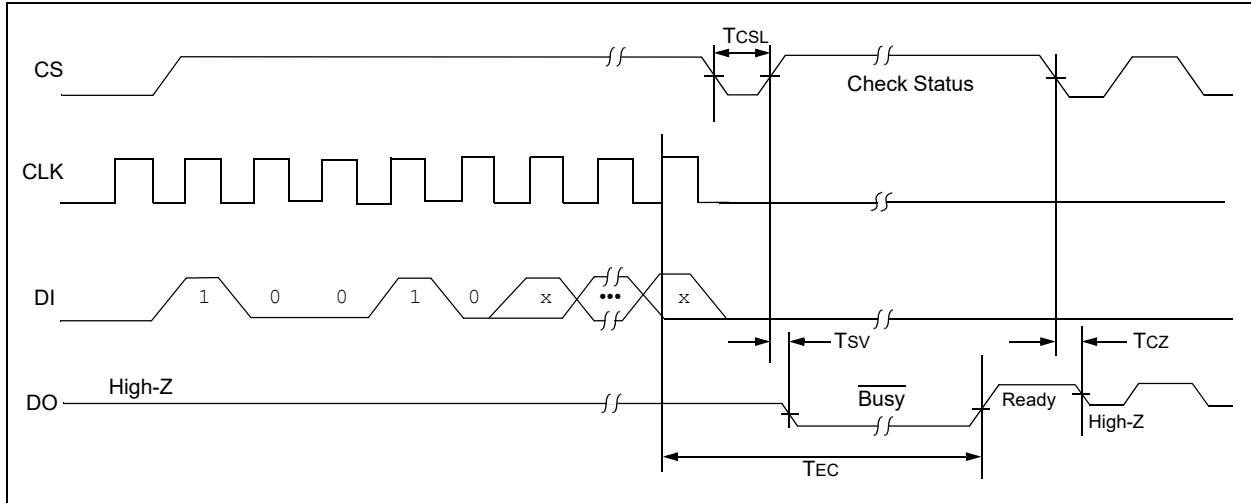 TCSL
CS
Check Status
CLK
DI
1 0 0 1 0 x ••• x
TSV
TCZ
High-Z
DO
Busy
Ready
High-Z
TEC